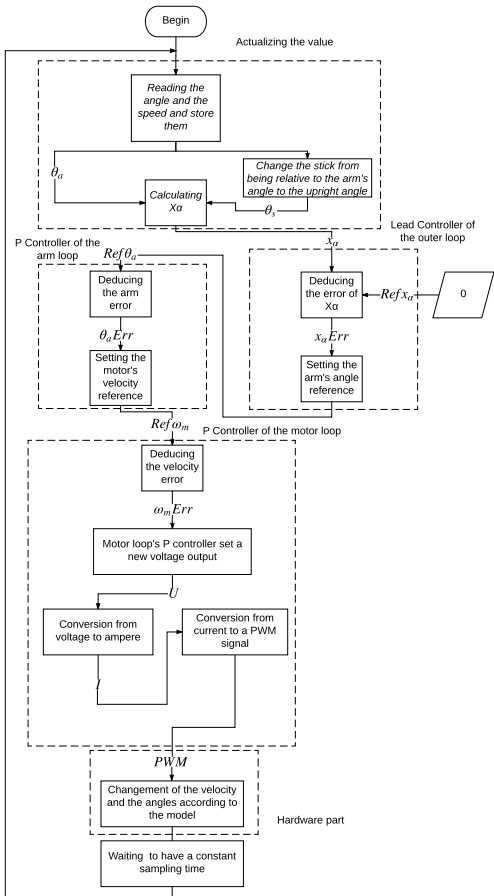 Begin
Actualizing the value
Reading the
angle and the
speed and store
them
θa
Change the stick from
being relative to the arm's
angle to the upright angle
Calculating
Xα
θs
xα
Lead Controller of
the outer loop
P Controller of the
arm loop
Refθa
Deducing
the arm
error
Deducing
the error of
Xα
Refxα
0
θaErr
xαErr
Setting the
motor's
velocity
reference
Setting the
arm's angle
reference
Refωm
P Controller of the motor loop
Deducing
the velocity
error
ωmErr
Motor loop's P controller set a
new voltage output
U
Conversion from
voltage to ampere
Conversion from
current to a PWM
signal
I
PWM
Changement of the velocity
and the angles according to
the model
Hardware part
Waiting to have a constant
sampling time